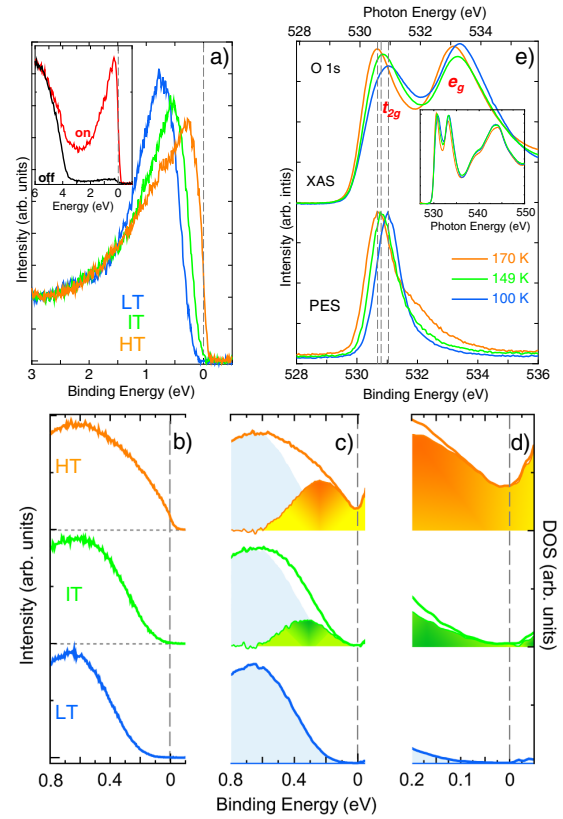 a)
Intensity (arb. units)
on
off
6 4 2 0
Energy (eV)
LT
IT
HT
3 2 1 0
Binding Energy (eV)
Photon Energy (eV)
528 530 532 534
e)
O 1s
t2g
eg
XAS
530 540 550
Photon Energy (eV)
Intensity (arb. intis)
170 K
149 K
100 K
PES
528 530 532 534 536
Binding Energy (eV)
b)
c)
d)
HT
IT
LT
Intensity (arb. units)
DOS (arb. units)
0.8 0.4 0
0.8 0.4 0
0.2 0.1 0
Binding Energy (eV)